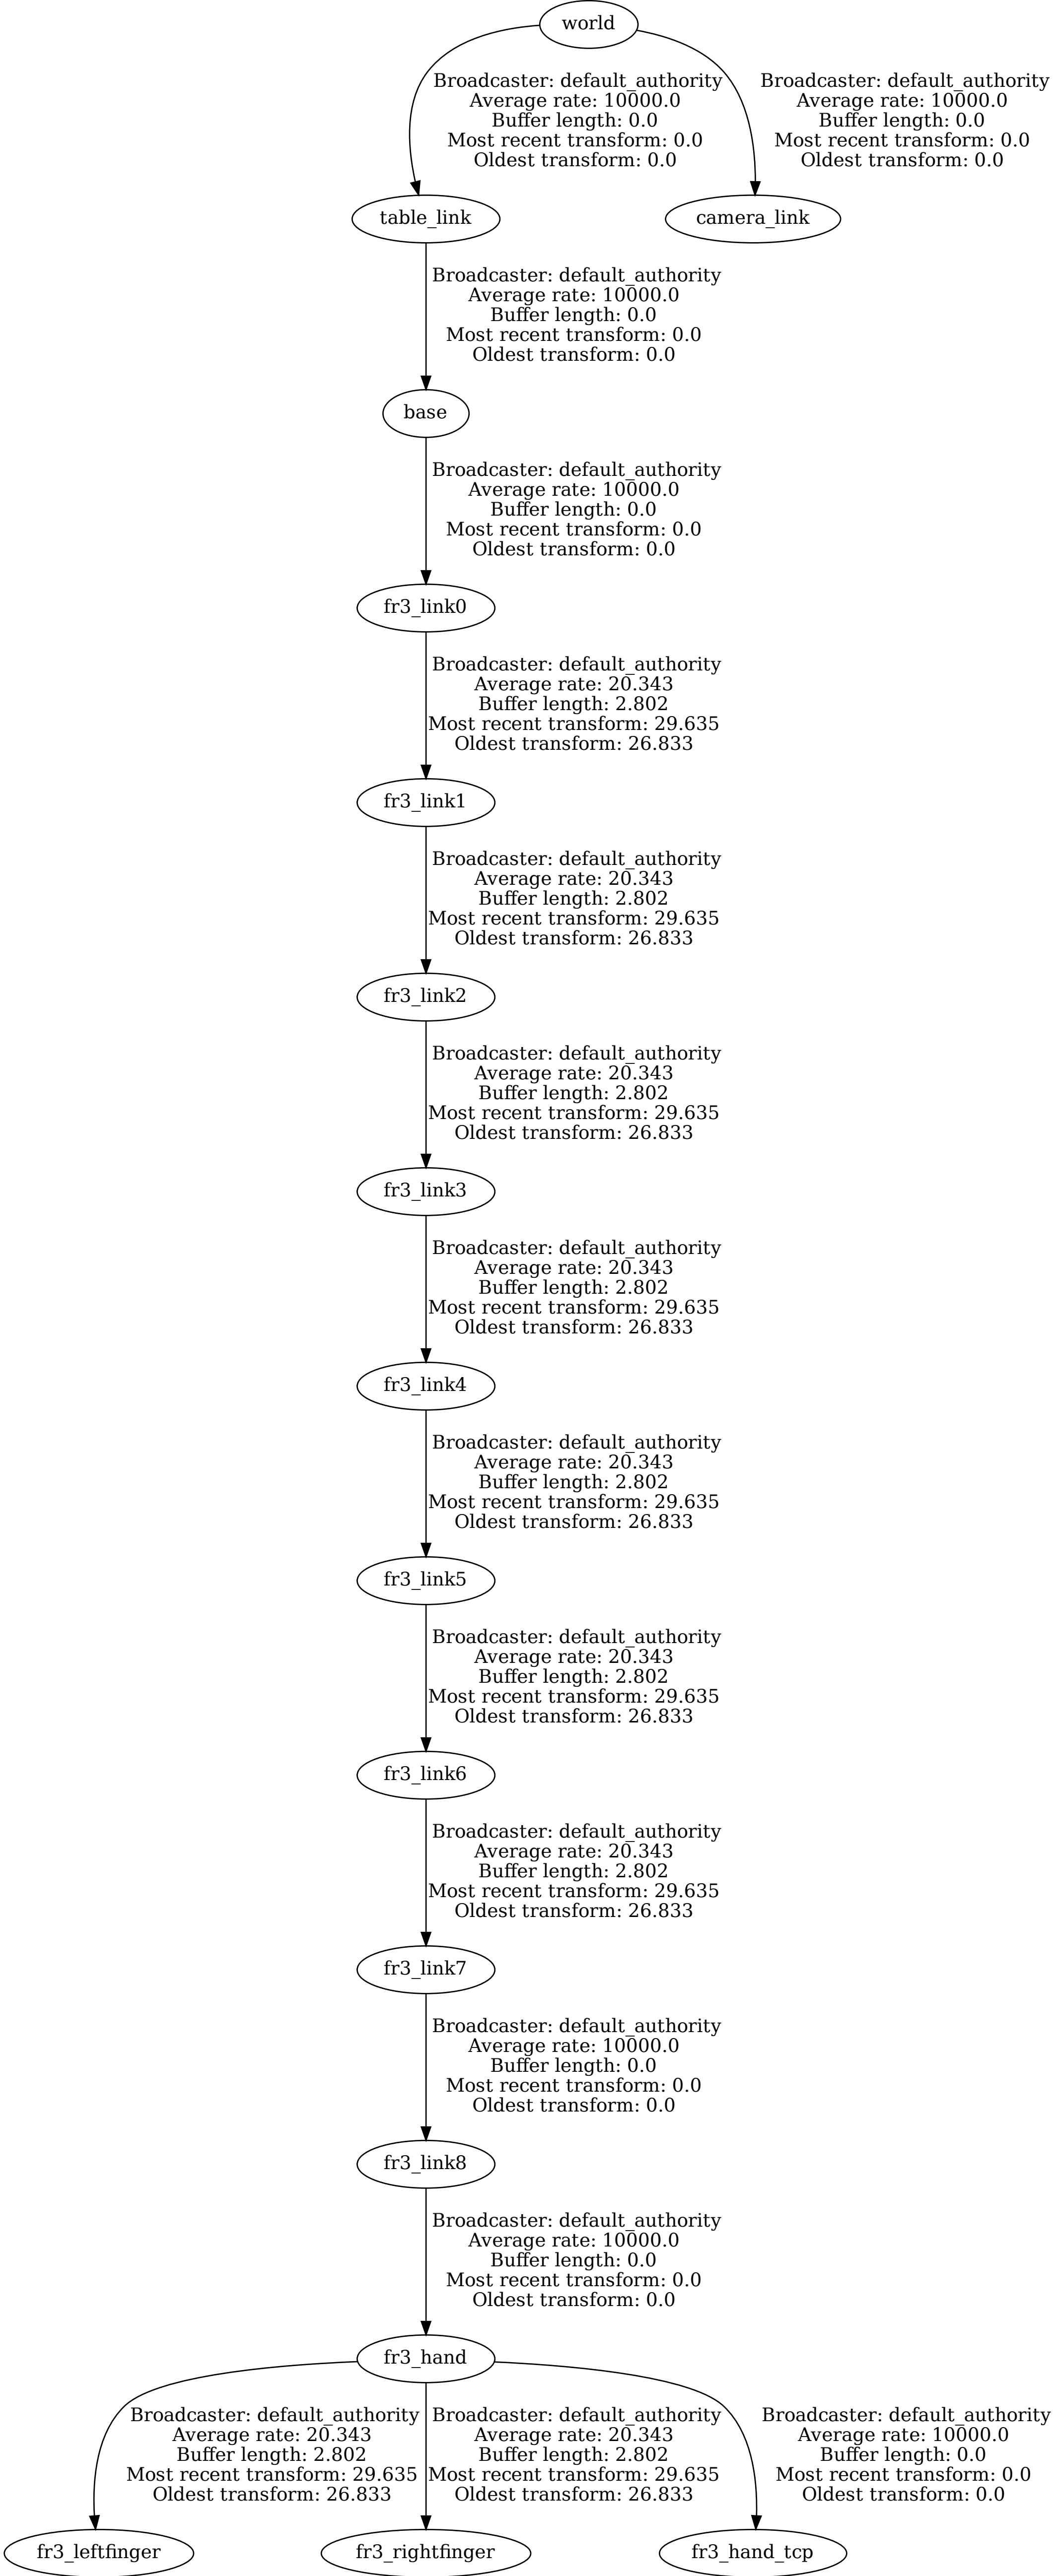 world
Broadcaster: default_authority
Average rate: 10000.0
Buffer length: 0.0
Most recent transform: 0.0
Oldest transform: 0.0
Broadcaster: default_authority
Average rate: 10000.0
Buffer length: 0.0
Most recent transform: 0.0
Oldest transform: 0.0
table_link
camera_link
Broadcaster: default_authority
Average rate: 10000.0
Buffer length: 0.0
Most recent transform: 0.0
Oldest transform: 0.0
base
Broadcaster: default_authority
Average rate: 10000.0
Buffer length: 0.0
Most recent transform: 0.0
Oldest transform: 0.0
fr3_link0
Broadcaster: default_authority
Average rate: 20.343
Buffer length: 2.802
Most recent transform: 29.635
Oldest transform: 26.833
fr3_link1
Broadcaster: default_authority
Average rate: 20.343
Buffer length: 2.802
Most recent transform: 29.635
Oldest transform: 26.833
fr3_link2
Broadcaster: default_authority
Average rate: 20.343
Buffer length: 2.802
Most recent transform: 29.635
Oldest transform: 26.833
fr3_link3
Broadcaster: default_authority
Average rate: 20.343
Buffer length: 2.802
Most recent transform: 29.635
Oldest transform: 26.833
fr3_link4
Broadcaster: default_authority
Average rate: 20.343
Buffer length: 2.802
Most recent transform: 29.635
Oldest transform: 26.833
fr3_link5
Broadcaster: default_authority
Average rate: 20.343
Buffer length: 2.802
Most recent transform: 29.635
Oldest transform: 26.833
fr3_link6
Broadcaster: default_authority
Average rate: 20.343
Buffer length: 2.802
Most recent transform: 29.635
Oldest transform: 26.833
fr3_link7
Broadcaster: default_authority
Average rate: 10000.0
Buffer length: 0.0
Most recent transform: 0.0
Oldest transform: 0.0
fr3_link8
Broadcaster: default_authority
Average rate: 10000.0
Buffer length: 0.0
Most recent transform: 0.0
Oldest transform: 0.0
fr3_hand
Broadcaster: default_authority
Average rate: 20.343
Buffer length: 2.802
Most recent transform: 29.635
Oldest transform: 26.833
Broadcaster: default_authority
Average rate: 20.343
Buffer length: 2.802
Most recent transform: 29.635
Oldest transform: 26.833
Broadcaster: default_authority
Average rate: 10000.0
Buffer length: 0.0
Most recent transform: 0.0
Oldest transform: 0.0
fr3_leftfinger
fr3_rightfinger
fr3_hand_tcp